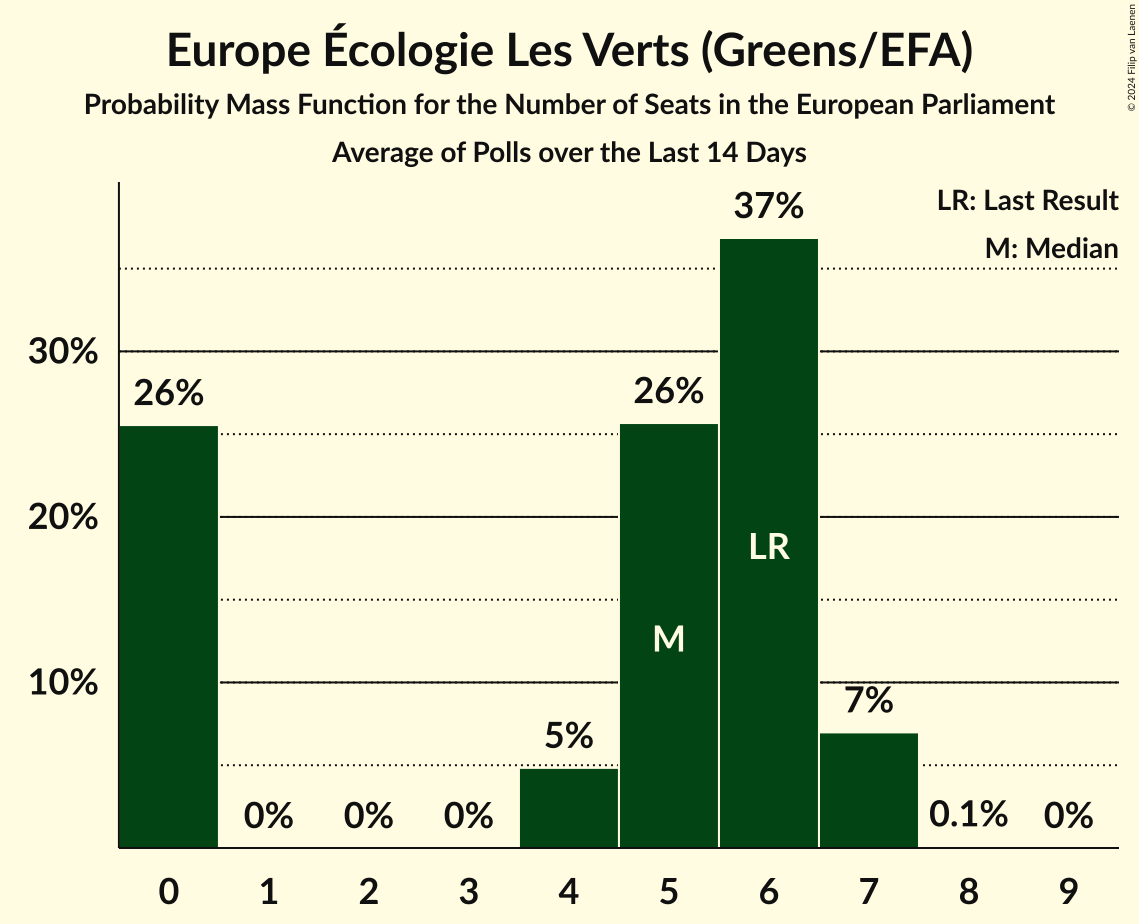 Europe Écologie Les Verts (Greens/EFA)
Probability Mass Function for the Number of Seats in the European Parliament
Average of Polls over the Last 14 Days
© 2024 Filip van Laenen
LR: Last Result
M: Median
37%
30%
26%
26%
20%
LR
M
10%
7%
5%
0%
0%
0%
0.1%
0%
0 1 2 3 4 5 6 7 8 9